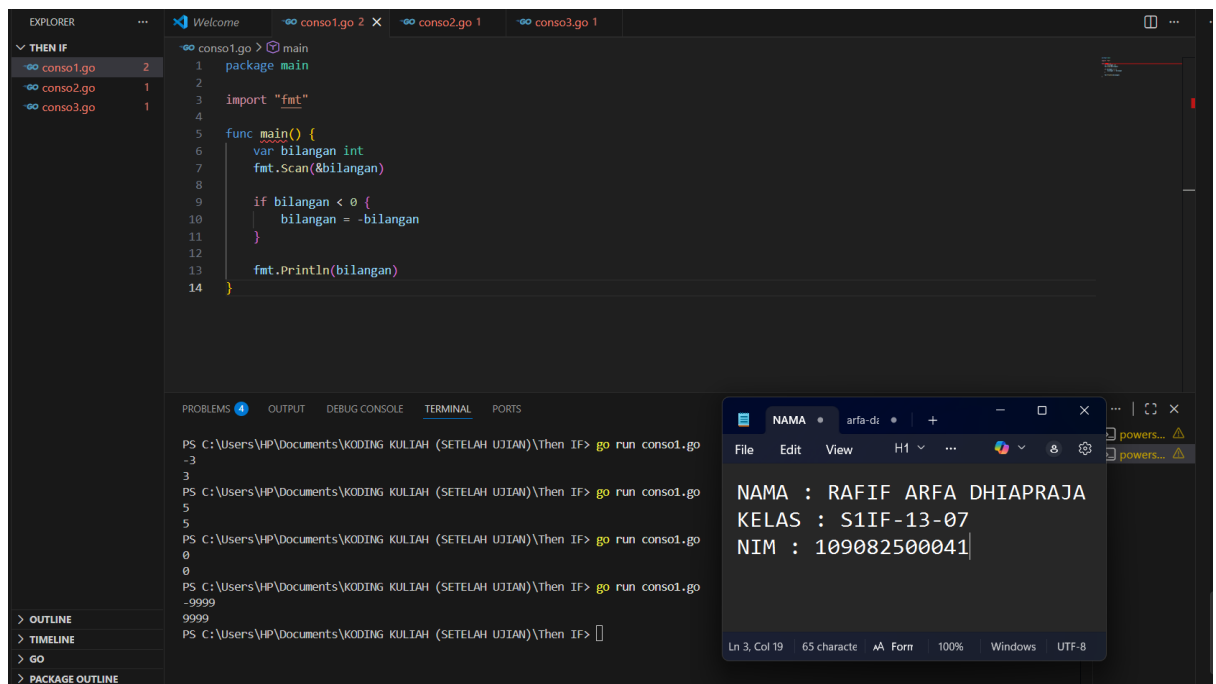 EXPLORER
THEN IF
conso1.go 2
conso2.go 1
conso3.go 1
OUTLINE
TIMELINE
GO
PACKAGE OUTLINE
Welcome conso1.go 2 conso2.go 1 conso3.go 1
conso1.go > main
1 package main
2
3 import "fmt"
4
5 func main() {
6 var bilangan int
7 fmt.Scan(&bilangan)
8
9 if bilangan < 0 {
10 bilangan = -bilangan
11 }
12
13 fmt.Println(bilangan)
14 }
PROBLEMS 4 OUTPUT DEBUG CONSOLE TERMINAL PORTS
PS C:\Users\HP\Documents\KODING KULIAH (SETELAH UJIAN)\Then IF> go run conso1.go
-3
3
PS C:\Users\HP\Documents\KODING KULIAH (SETELAH UJIAN)\Then IF> go run conso1.go
5
5
PS C:\Users\HP\Documents\KODING KULIAH (SETELAH UJIAN)\Then IF> go run conso1.go
0
0
PS C:\Users\HP\Documents\KODING KULIAH (SETELAH UJIAN)\Then IF> go run conso1.go
-9999
9999
PS C:\Users\HP\Documents\KODING KULIAH (SETELAH UJIAN)\Then IF>
powers...
powers...
NAMA arfa-da
File Edit View H1
NAMA : RAFIF ARFA DHIAPRAJA
KELAS : S1IF-13-07
NIM : 109082500041
Ln 3, Col 19 65 characte Forr 100% Windows UTF-8